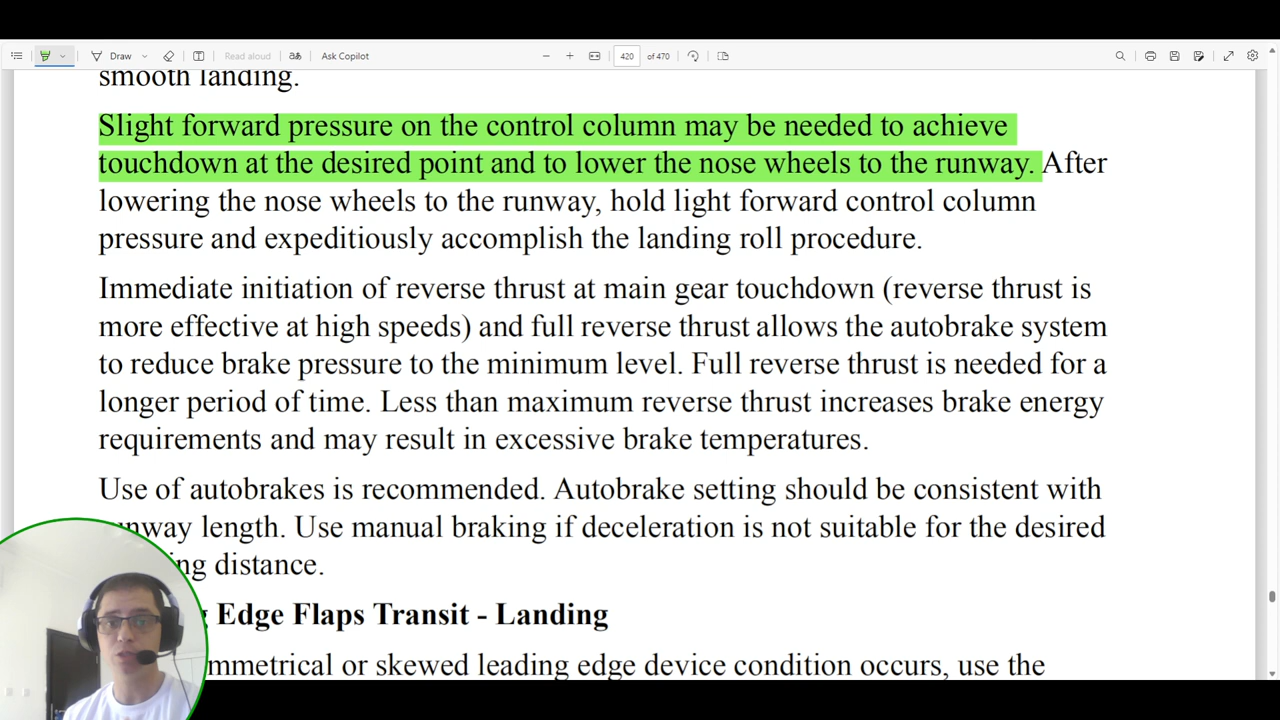 Draw
Read aloud
aあ
Ask Copilot
420 of 470
smooth landing.
Slight forward pressure on the control column may be needed to achieve
touchdown at the desired point and to lower the nose wheels to the runway. After
lowering the nose wheels to the runway, hold light forward control column
pressure and expeditiously accomplish the landing roll procedure.
Immediate initiation of reverse thrust at main gear touchdown (reverse thrust is
more effective at high speeds) and full reverse thrust allows the autobrake system
to reduce brake pressure to the minimum level. Full reverse thrust is needed for a
longer period of time. Less than maximum reverse thrust increases brake energy
requirements and may result in excessive brake temperatures.
Use of autobrakes is recommended. Autobrake setting should be consistent with
length. Use manual braking if deceleration is not suitable for the desired
distance.
Edge Flaps Transit - Landing
or skewed leading edge device condition occurs, use the